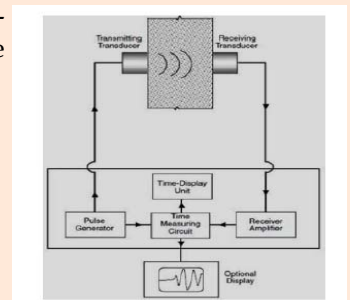 -
e
Transmitting
Transducer
Receiving
Transducer
Time-Display
Unit
Pulse
Generator
Time
Measuring
Circuit
Receiver
Amplifier
Optional
Display